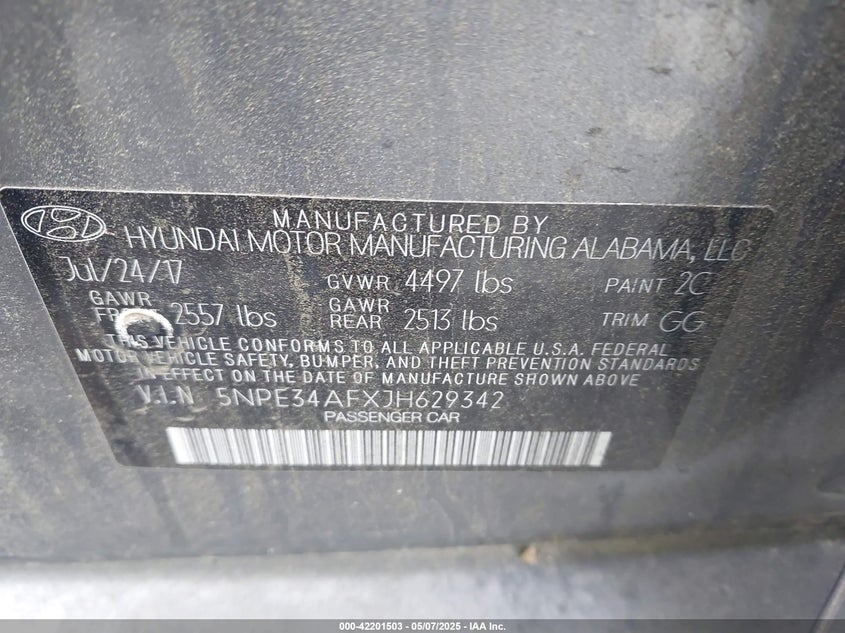 MANUFACTURED BY
HYUNDAI MOTOR MANUFACTURING ALABAMA, LLC
Jul/24/17 GVWR 4497 lbs PAINT 2C
GAWR 2557 lbs GAWR REAR 2513 lbs TRIM GG
THIS VEHICLE CONFORMS TO ALL APPLICABLE U.S.A. FEDERAL
MOTOR VEHICLE SAFETY, BUMPER, AND THEFT PREVENTION STANDARDS
IN EFFECT ON THE DATE OF MANUFACTURE SHOWN ABOVE
V.I.N 5NPE34AFXJH629342
PASSENGER CAR
000-42201503 — 05/07/2025 — IAA Inc.